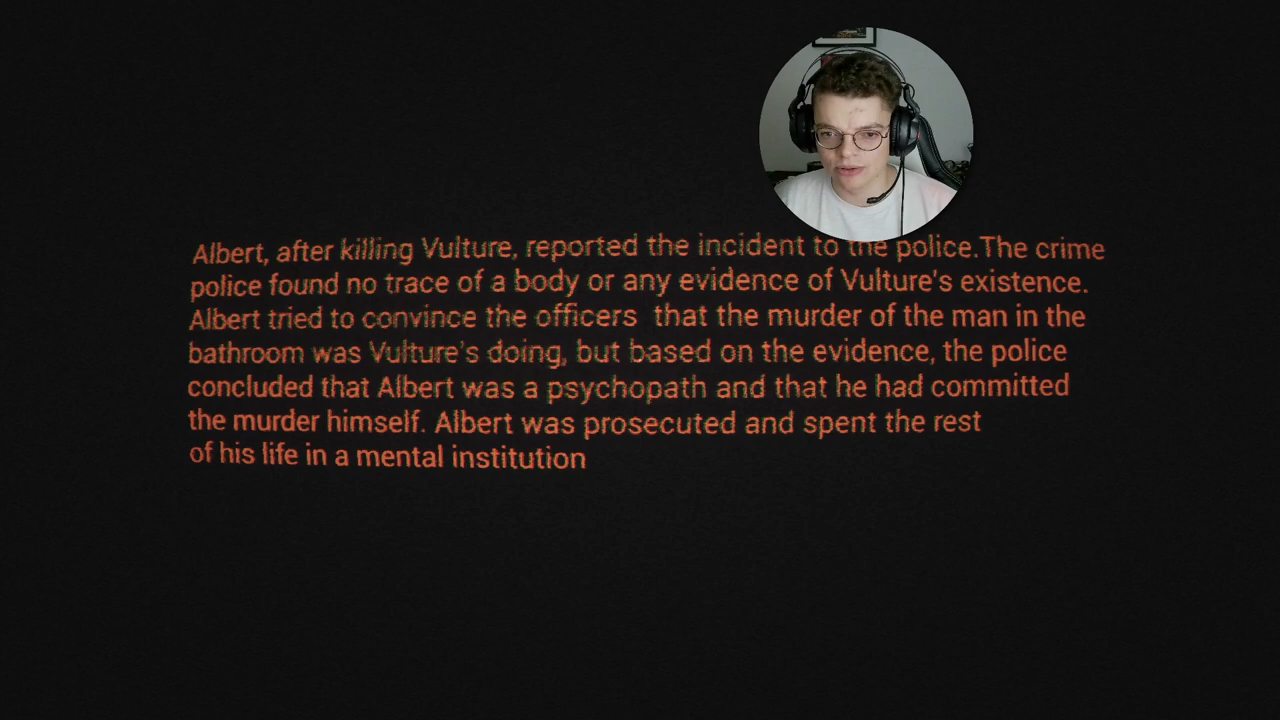 Albert, after killing Vulture, reported the incident to the police.The crime
police found no trace of a body or any evidence of Vulture's existence.
Albert tried to convince the officers  that the murder of the man in the
bathroom was Vulture's doing, but based on the evidence, the police
concluded that Albert was a psychopath and that he had committed
the murder himself. Albert was prosecuted and spent the rest
of his life in a mental institution